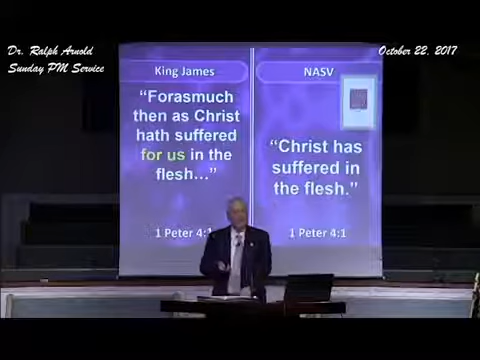 Dr. Ralph Arnold
Sunday PM Service
October 22, 2017
King James
“Forasmuch
then as Christ
hath suffered
for us in the
flesh...”
1 Peter 4:1
NASV
“Christ has
suffered in
the flesh.”
1 Peter 4:1